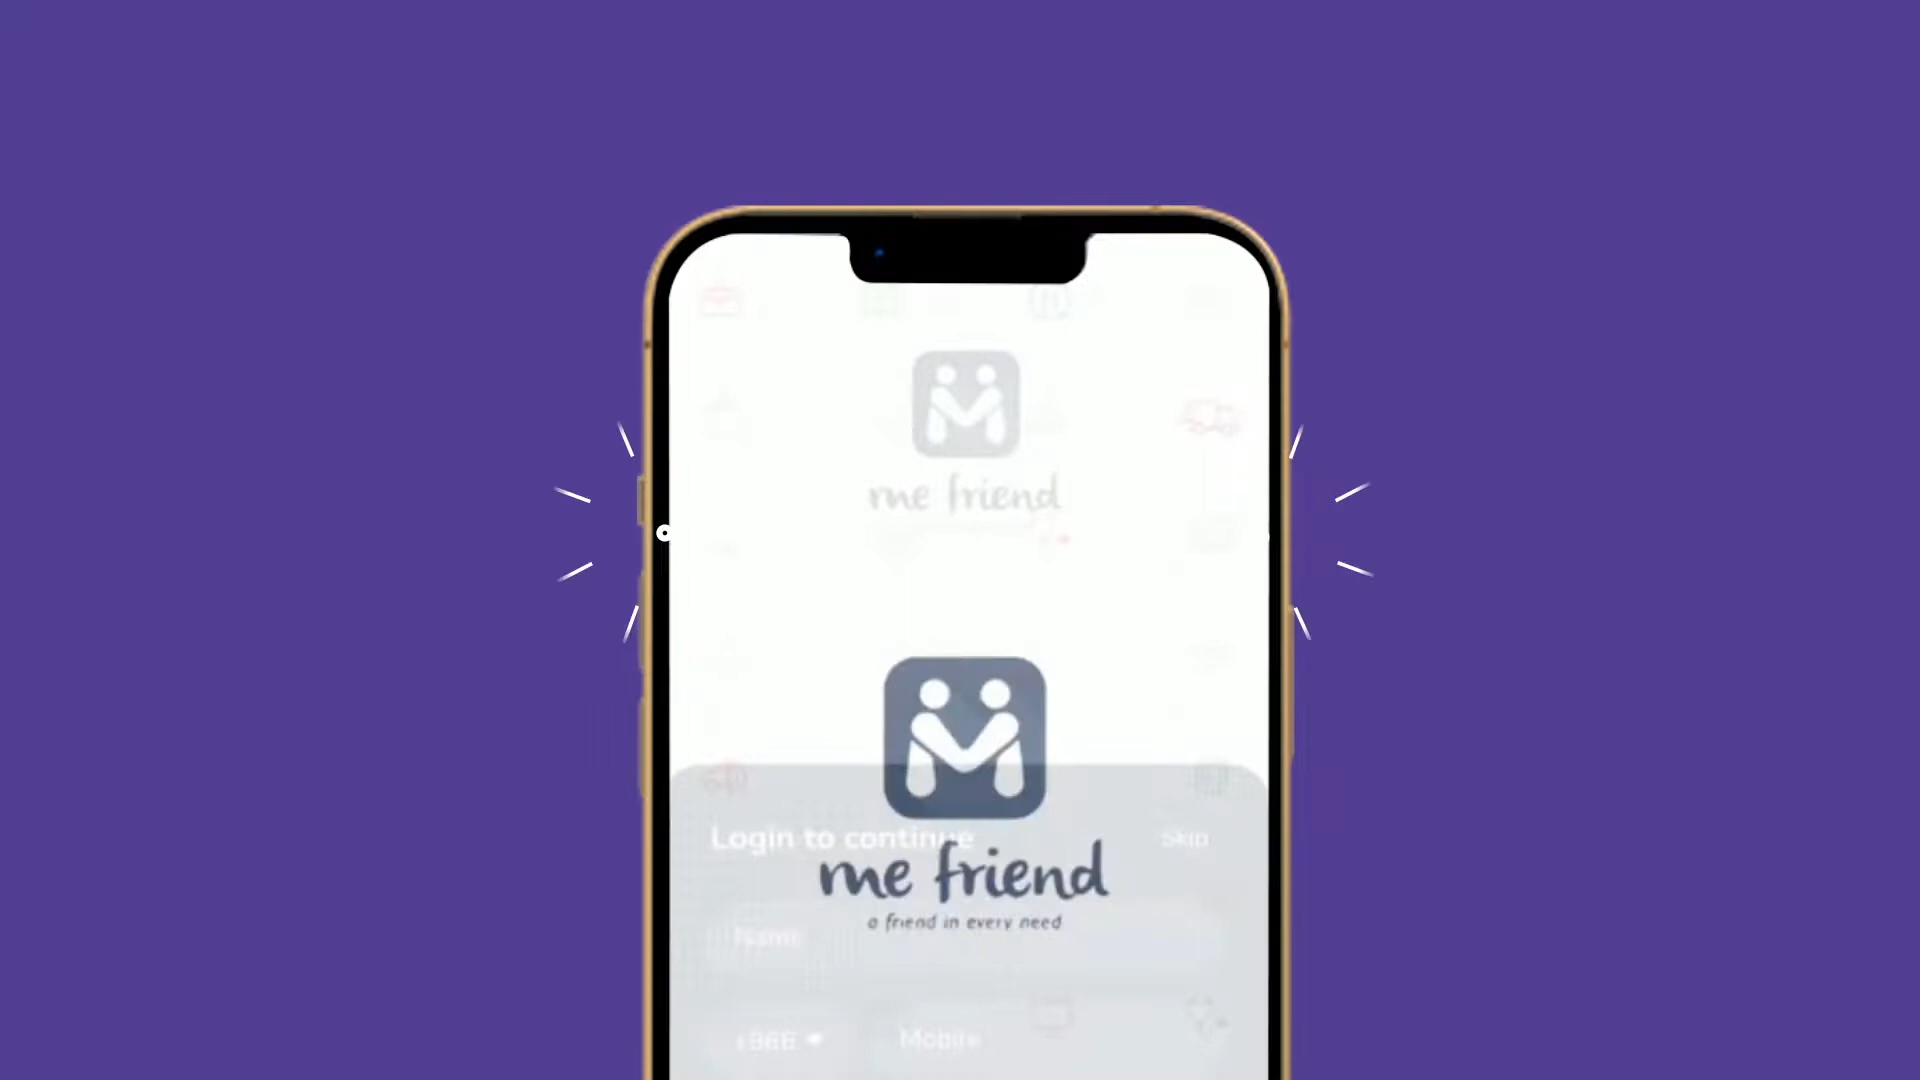 me friend
Login to continue
Skip
me friend
a friend in every need
Name
Mobile